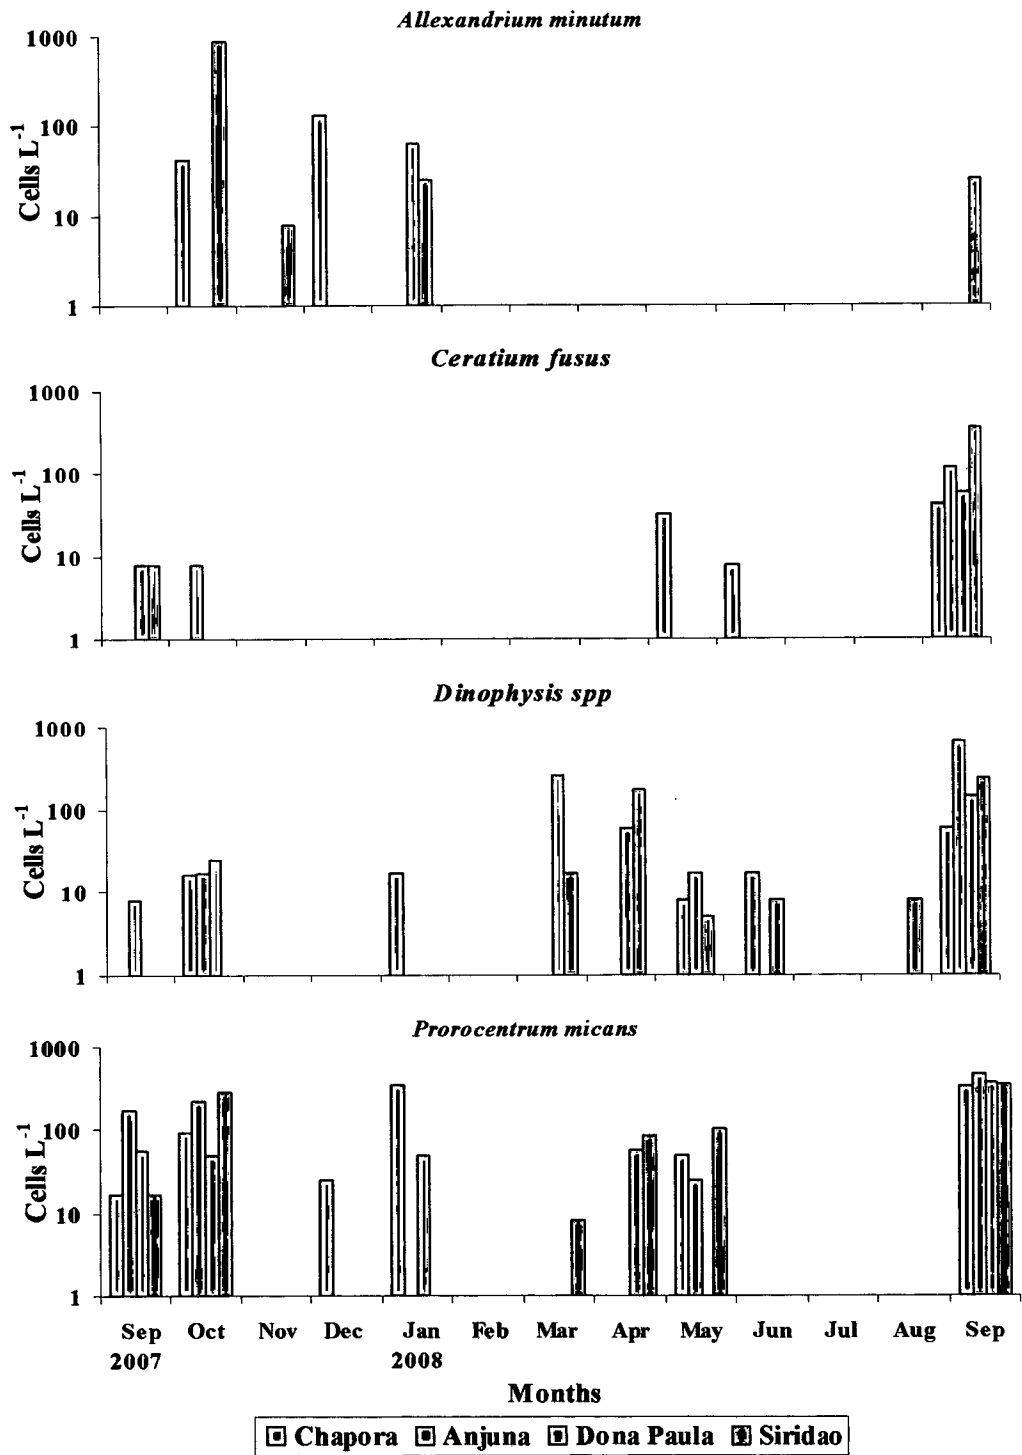 Allexandrium minutum
1000
100
10
1
Cells L-1
Ceratium fusus
1000
100
10
1
Cells L-1
Dinophysis spp
1000
100
10
1
Cells L-1
Prorocentrum micans
1000
100
10
1
Cells L-1
Sep Oct Nov Dec Jan Feb Mar Apr May Jun Jul Aug Sep
2007 2008
Months
Chapora Anjuna Dona Paula Siridao